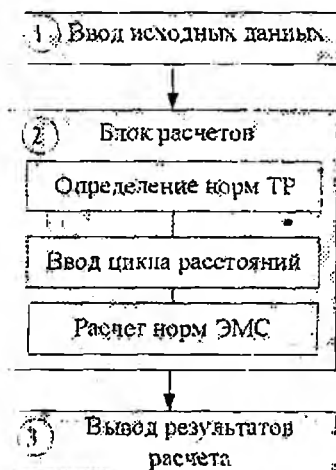 1 Ввод исходных данных
2 Блок расчетов
Определение норм ТР
Ввод цикла расстояний
Расчет норм ЭМС
3 Вывод результатов
расчета